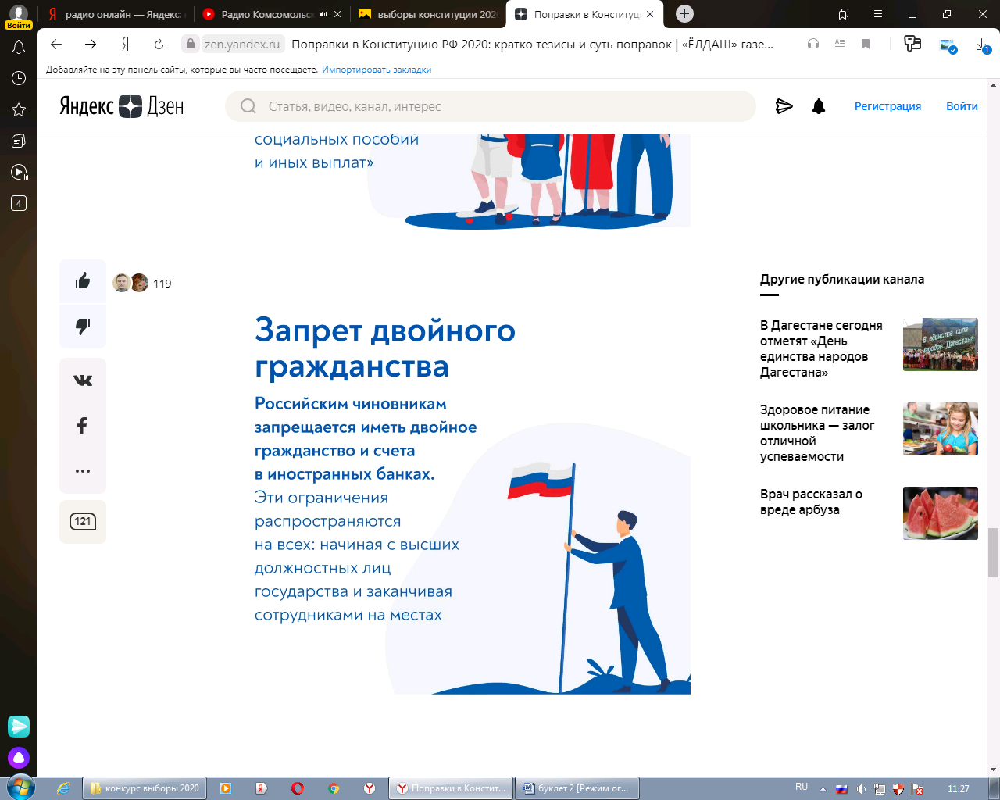 Войти
радио онлайн — Яндекс:
Радио Комсомольск
выборы конституции 2020
Поправки в Конституц
zen.yandex.ru
Поправки в Конституцию РФ 2020: кратко тезисы и суть поправок | «ЁЛДАШ» газе...
1
Добавляйте на эту панель сайты, которые вы часто посещаете. Импортировать закладки
Яндекс Дзен
Статья, видео, канал, интерес
Регистрация
Войти
4
социальных пособий
и иных выплат»
119
121
Запрет двойного
гражданства
Российским чиновникам
запрещается иметь двойное
гражданство и счета
в иностранных банках.
Эти ограничения
распространяются
на всех: начиная с высших
должностных лиц
государства и заканчивая
сотрудниками на местах
Другие публикации канала
В Дагестане сегодня
отметят «День
единства народов
Дагестана»
В единстве сила
народов Дагестана
Здоровое питание
школьника — залог
отличной
успеваемости
Врач рассказал о
вреде арбуза
конкурс выборы 2020
Поправки в Констит...
буклет 2 [Режим ог...
RU
11:27